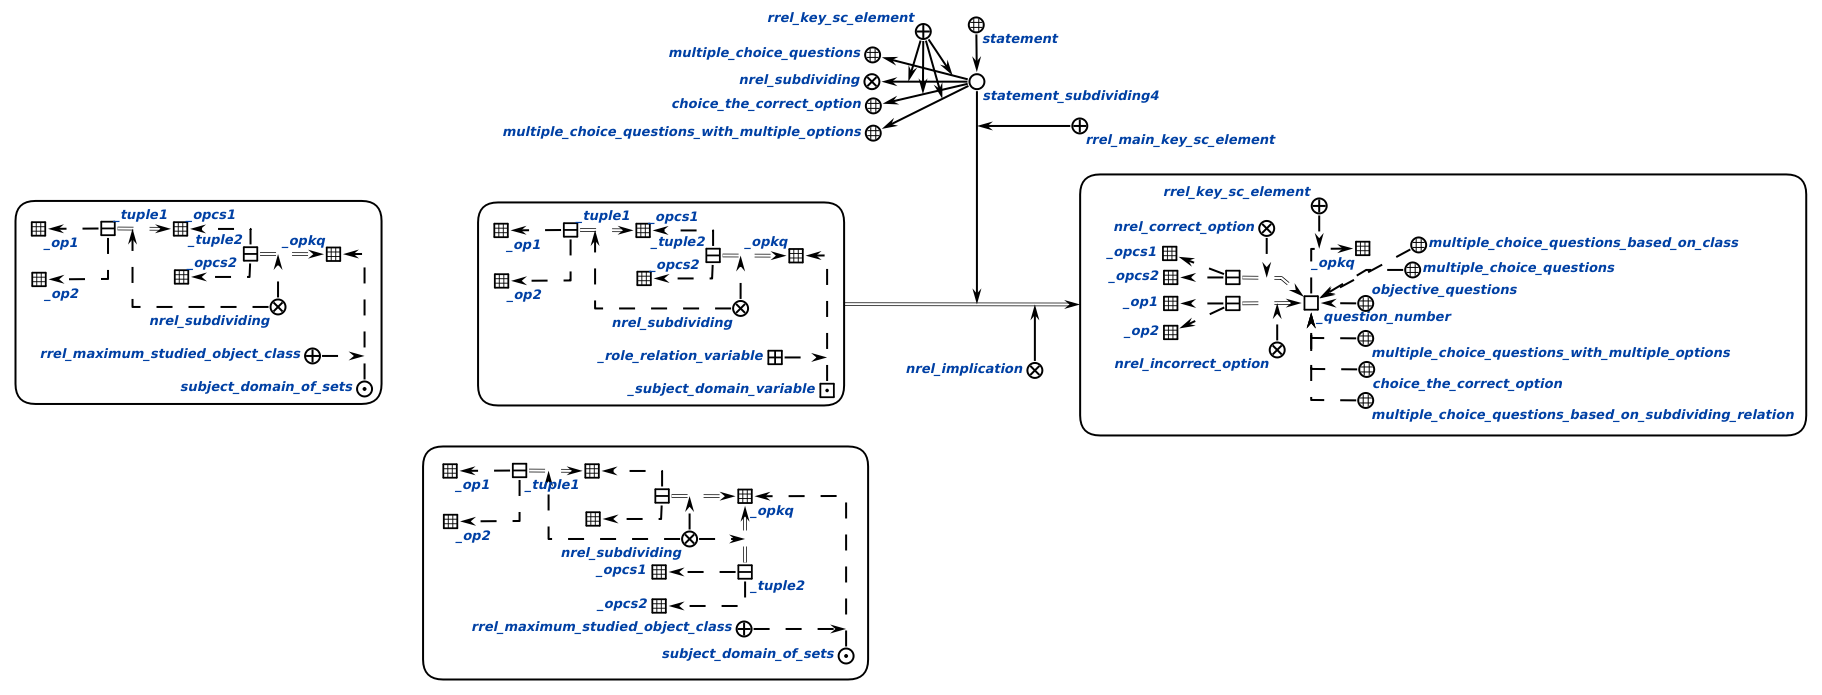 rrel_key_sc_element
statement
multiple_choice_questions
nrel_subdividing
statement_subdividing4
choice_the_correct_option
multiple_choice_questions_with_multiple_options
rrel_main_key_sc_element
_tuple1
_opcs1
_op1
_tuple2
_opkq
_opcs2
_op2
nrel_subdividing
rrel_maximum_studied_object_class
subject_domain_of_sets
_tuple1
_opcs1
_op1
_tuple2
_opkq
_opcs2
_op2
nrel_subdividing
_role_relation_variable
_subject_domain_variable
nrel_implication
rrel_key_sc_element
nrel_correct_option
_opcs1
_opkq
multiple_choice_questions_based_on_class
multiple_choice_questions
_opcs2
objective_questions
_op1
_question_number
_op2
nrel_incorrect_option
multiple_choice_questions_with_multiple_options
choice_the_correct_option
multiple_choice_questions_based_on_subdividing_relation
_op1
_tuple1
_opkq
_op2
nrel_subdividing
_opcs1
_tuple2
_opcs2
rrel_maximum_studied_object_class
subject_domain_of_sets